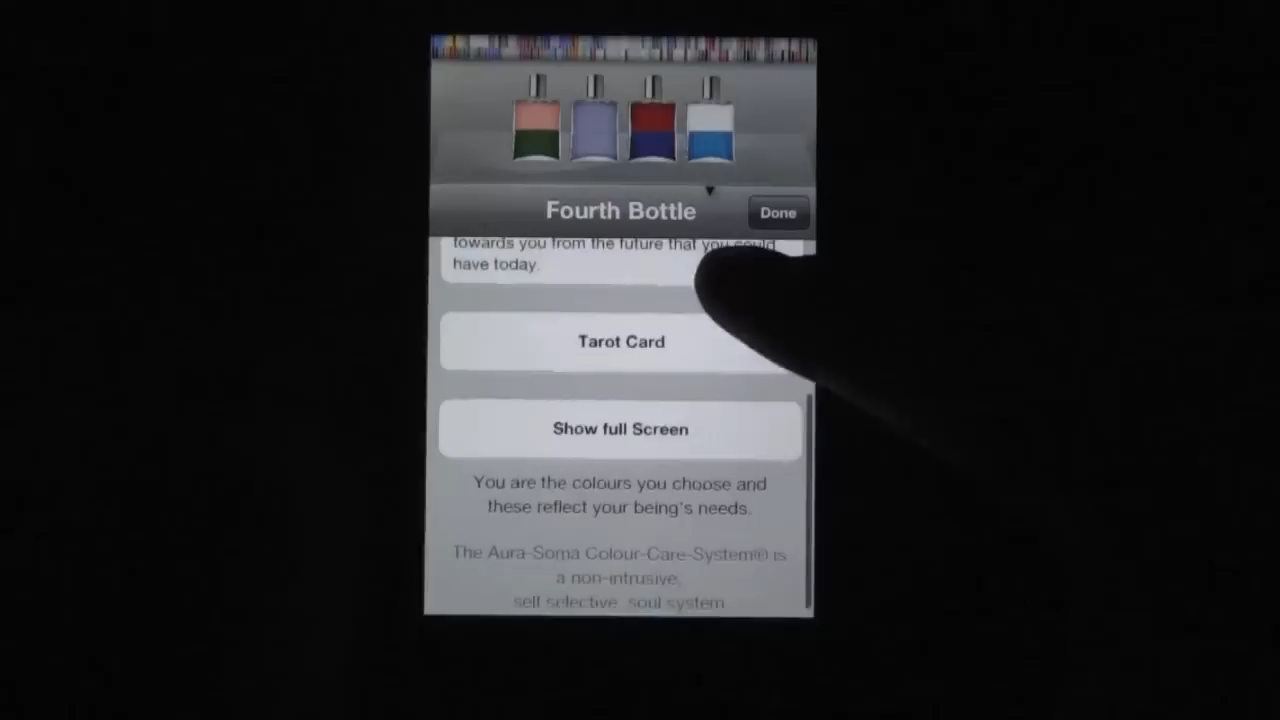 Fourth Bottle
Done
towards you from the future that you could
have today.
Tarot Card
Show full Screen
You are the colours you choose and
these reflect your being's needs.
The Aura-Soma Colour-Care-System® is
a non-intrusive,
self selective, soul system